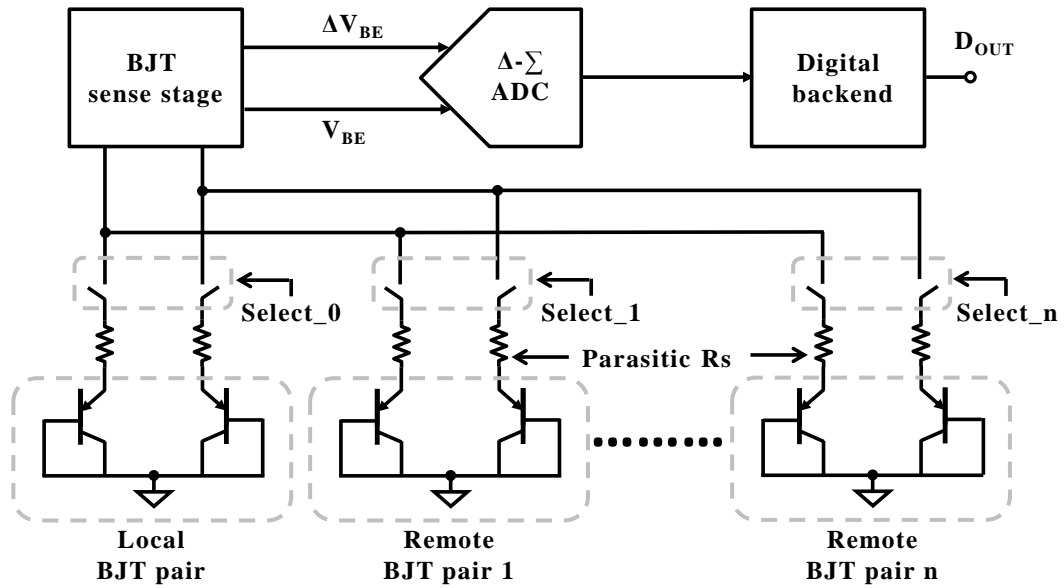 BJT
sense stage
ΔV_BE
V_BE
Δ-∑
ADC
Digital
backend
D_OUT
Select_0
Select_1
Select_n
Parasitic Rs
Local
BJT pair
Remote
BJT pair 1
Remote
BJT pair n